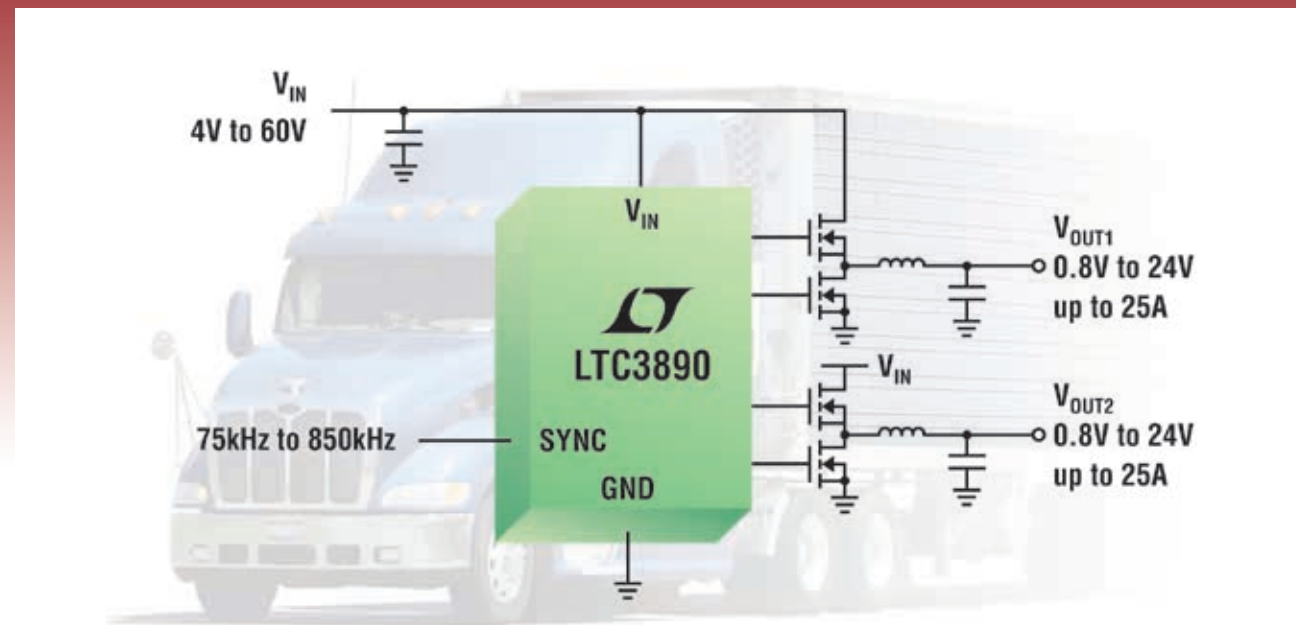 VIN
4V to 60V
VIN
LTC3890
75kHz to 850kHz
SYNC
GND
VOUT1
0.8V to 24V
up to 25A
VIN
VOUT2
0.8V to 24V
up to 25A